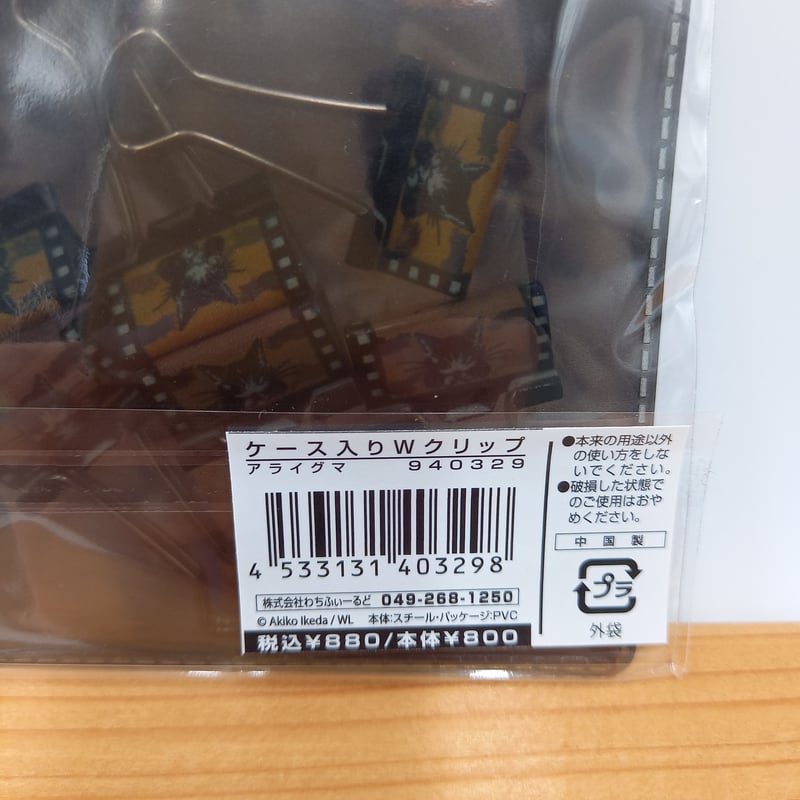 ケース入りWクリップ
アライグマ 940329
4 533131 403298
株式会社わちふぃーるど 049-268-1250
© Akiko Ikeda / WL 本体:スチール・パッケージ:PVC
税込¥880/本体¥800
●本来の用途以外
の使い方をしな
いでください。
●破損した状態で
のご使用はおや
めください。
中国製
プラ
外袋